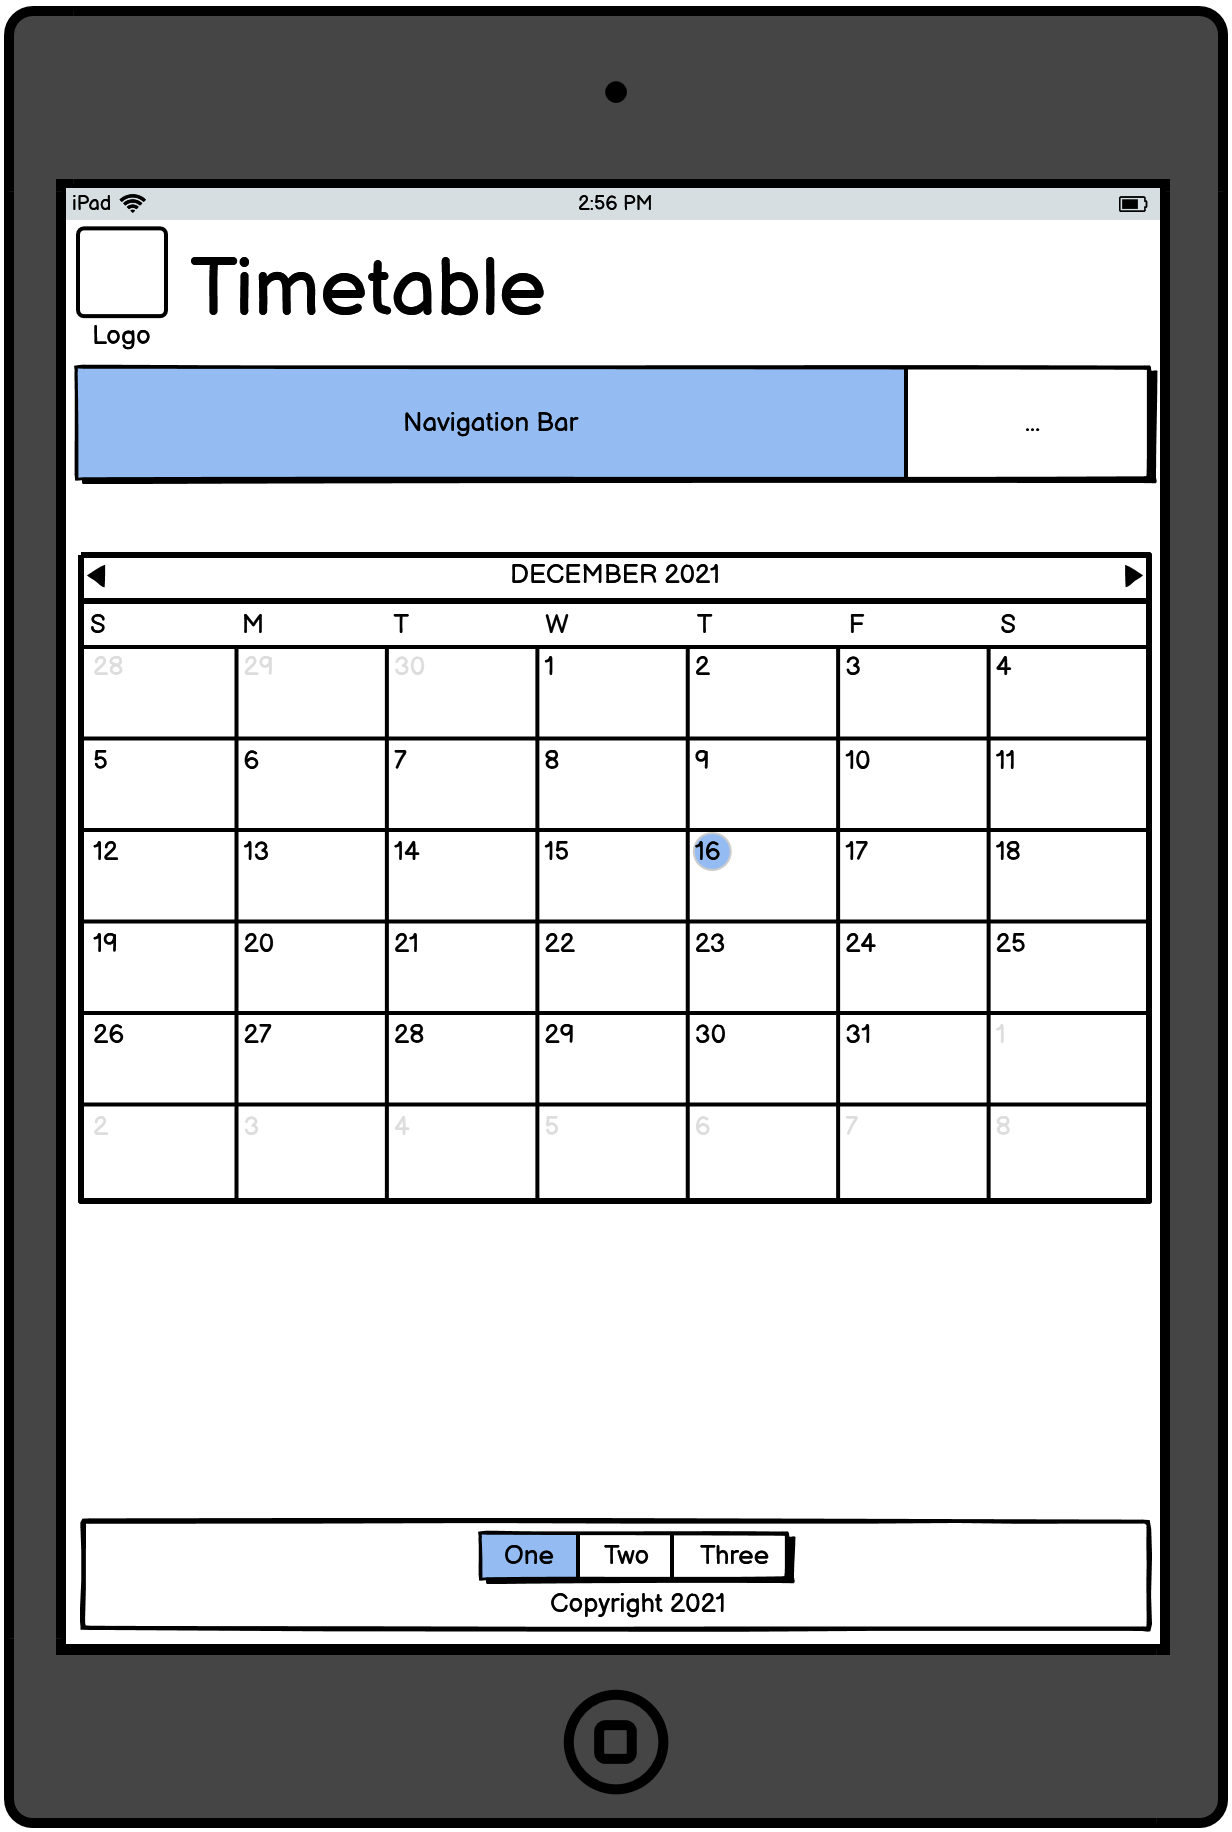 iPad 2:56 PM
Timetable
Logo
Navigation Bar ...
DECEMBER 2021
S M T W T F S
28 29 30 1 2 3 4
5 6 7 8 9 10 11
12 13 14 15 16 17 18
19 20 21 22 23 24 25
26 27 28 29 30 31 1
2 3 4 5 6 7 8
One Two Three
Copyright 2021